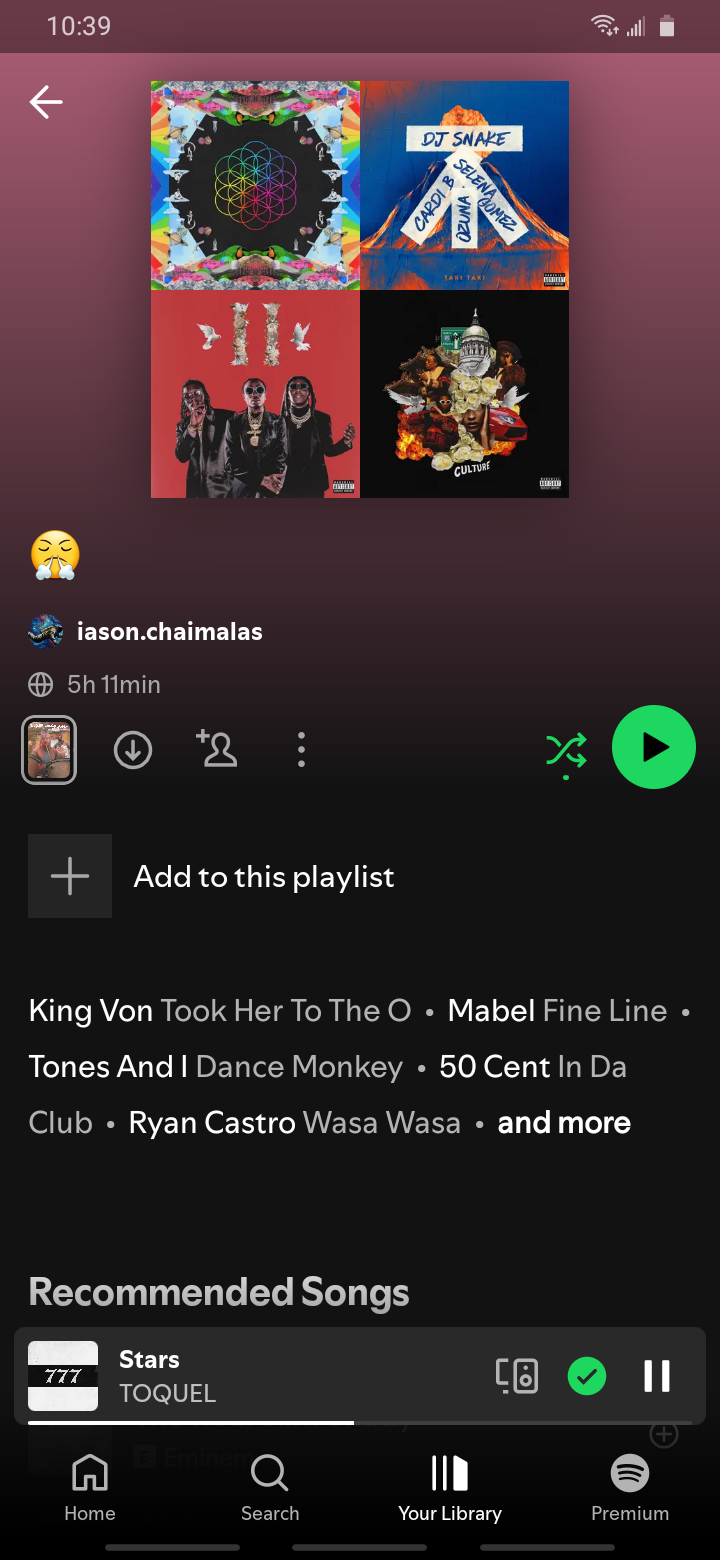 10:39
DJ SNAKE
SELENA GOMEZ
CARDI B
OZUNA
TAKI TAKI
CULTURE
iason.chaimalas
5h 11min
Add to this playlist
King Von Took Her To The O • Mabel Fine Line •
Tones And I Dance Monkey • 50 Cent In Da
Club • Ryan Castro Wasa Wasa • and more
Recommended Songs
777
Stars
TOQUEL
E Eminem
Home Search Your Library Premium